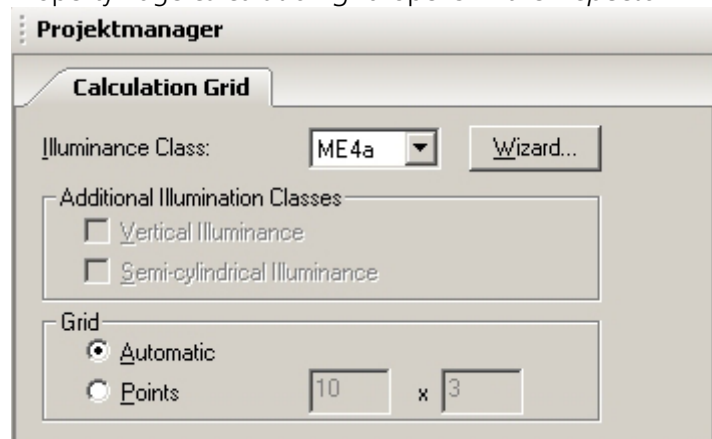 Projektmanager
Calculation Grid
Illuminance Class: ME4a Wizard...
Additional Illumination Classes
Vertical Illuminance
Semi-cylindrical Illuminance
Grid
Automatic
Points 10 x 3